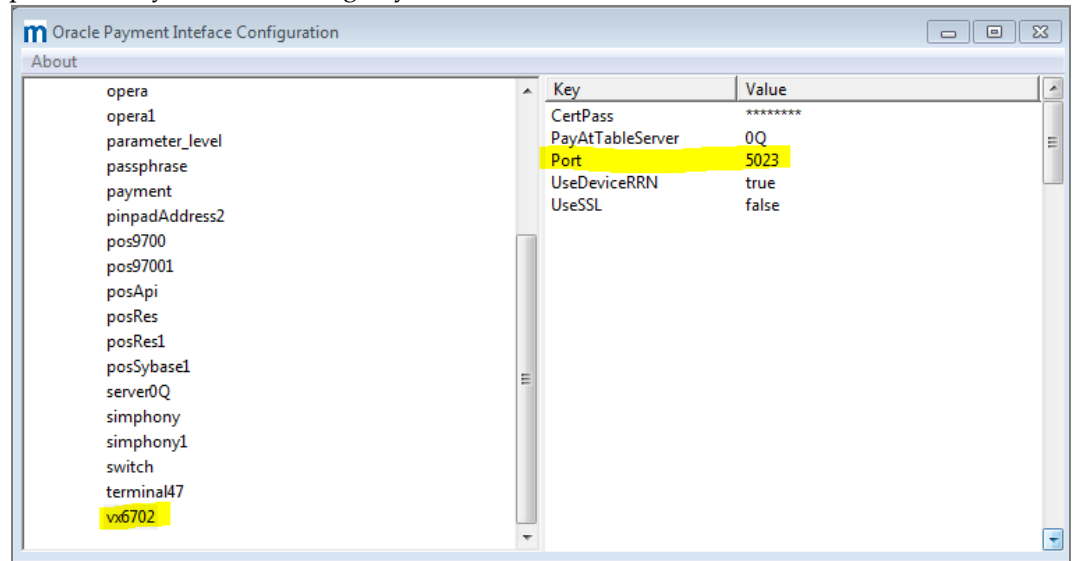 m Oracle Payment Inteface Configuration
About
opera
opera1
parameter_level
passphrase
payment
pinpadAddress2
pos9700
pos97001
posApi
posRes
posRes1
posSybase1
server0Q
simphony
simphony1
switch
terminal47
vx6702
Key Value
CertPass ********
PayAtTableServer 0Q
Port 5023
UseDeviceRRN true
UseSSL false